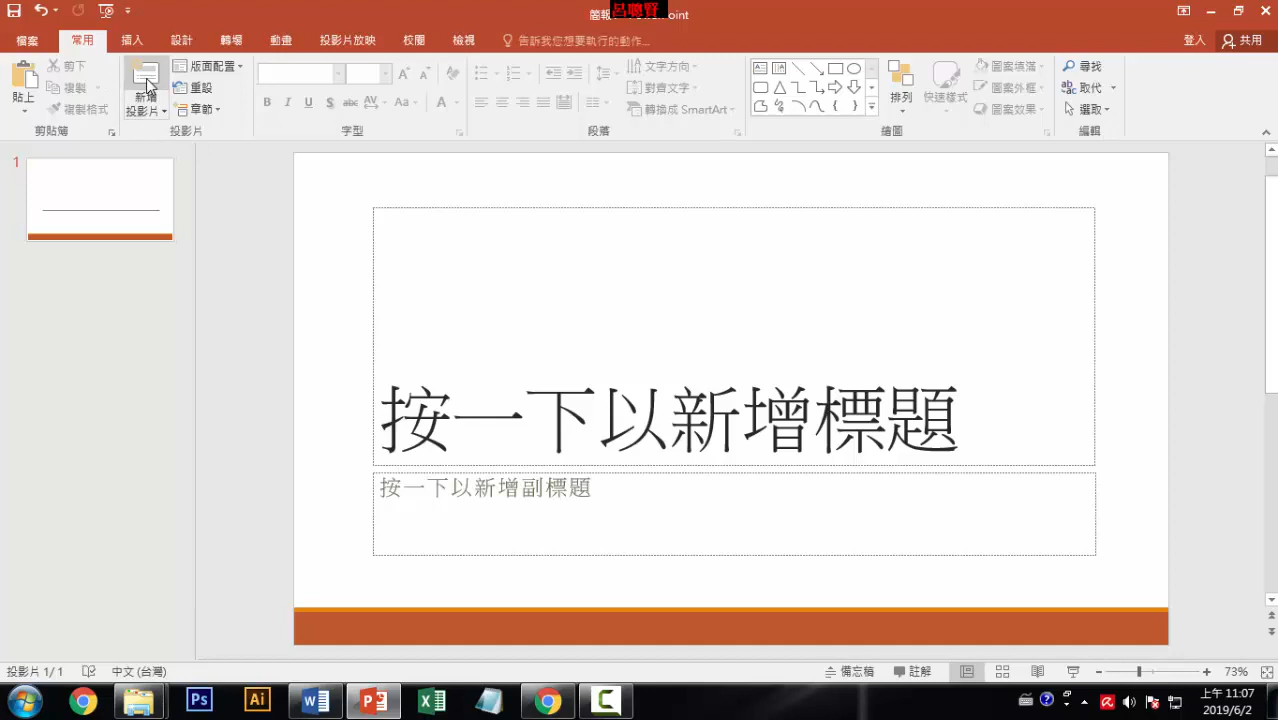 呂聰賢
簡報1 - PowerPoint
檔案 常用 插入 設計 轉場 動畫 投影片放映 校閱 檢視 告訴我您想要執行的動作... 登入 共用
貼上 剪下 複製 複製格式 剪貼簿
新增投影片 版面配置 重設 章節 投影片
B I U S abc AV Aa A A A 字型
文字方向 對齊文字 轉換成 SmartArt 段落
排列 快速樣式 圖案填滿 圖案外框 圖案效果 繪圖
尋找 取代 選取 編輯
1
按一下以新增標題
按一下以新增副標題
投影片 1/1 中文 (台灣) 備忘稿 註解 73%
Ps Ai
上午 11:07
2019/6/2